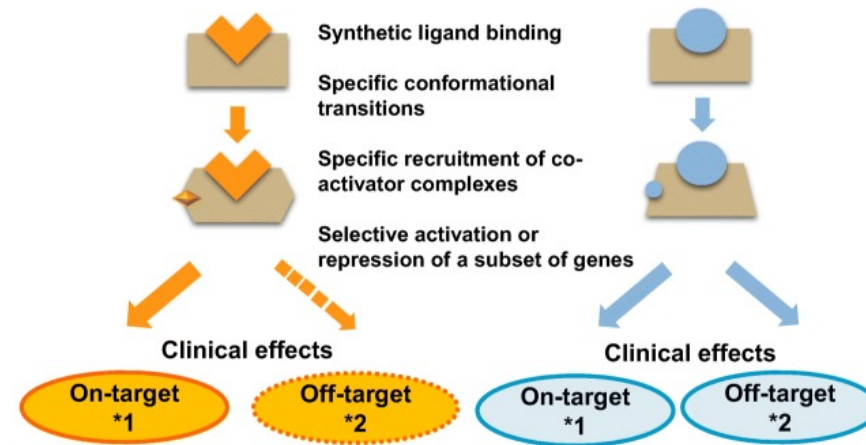 Synthetic ligand binding
Specific conformational
transitions
Specific recruitment of co-
activator complexes
Selective activation or
repression of a subset of genes
Clinical effects
Clinical effects
On-target
*1
Off-target
*2
On-target
*1
Off-target
*2